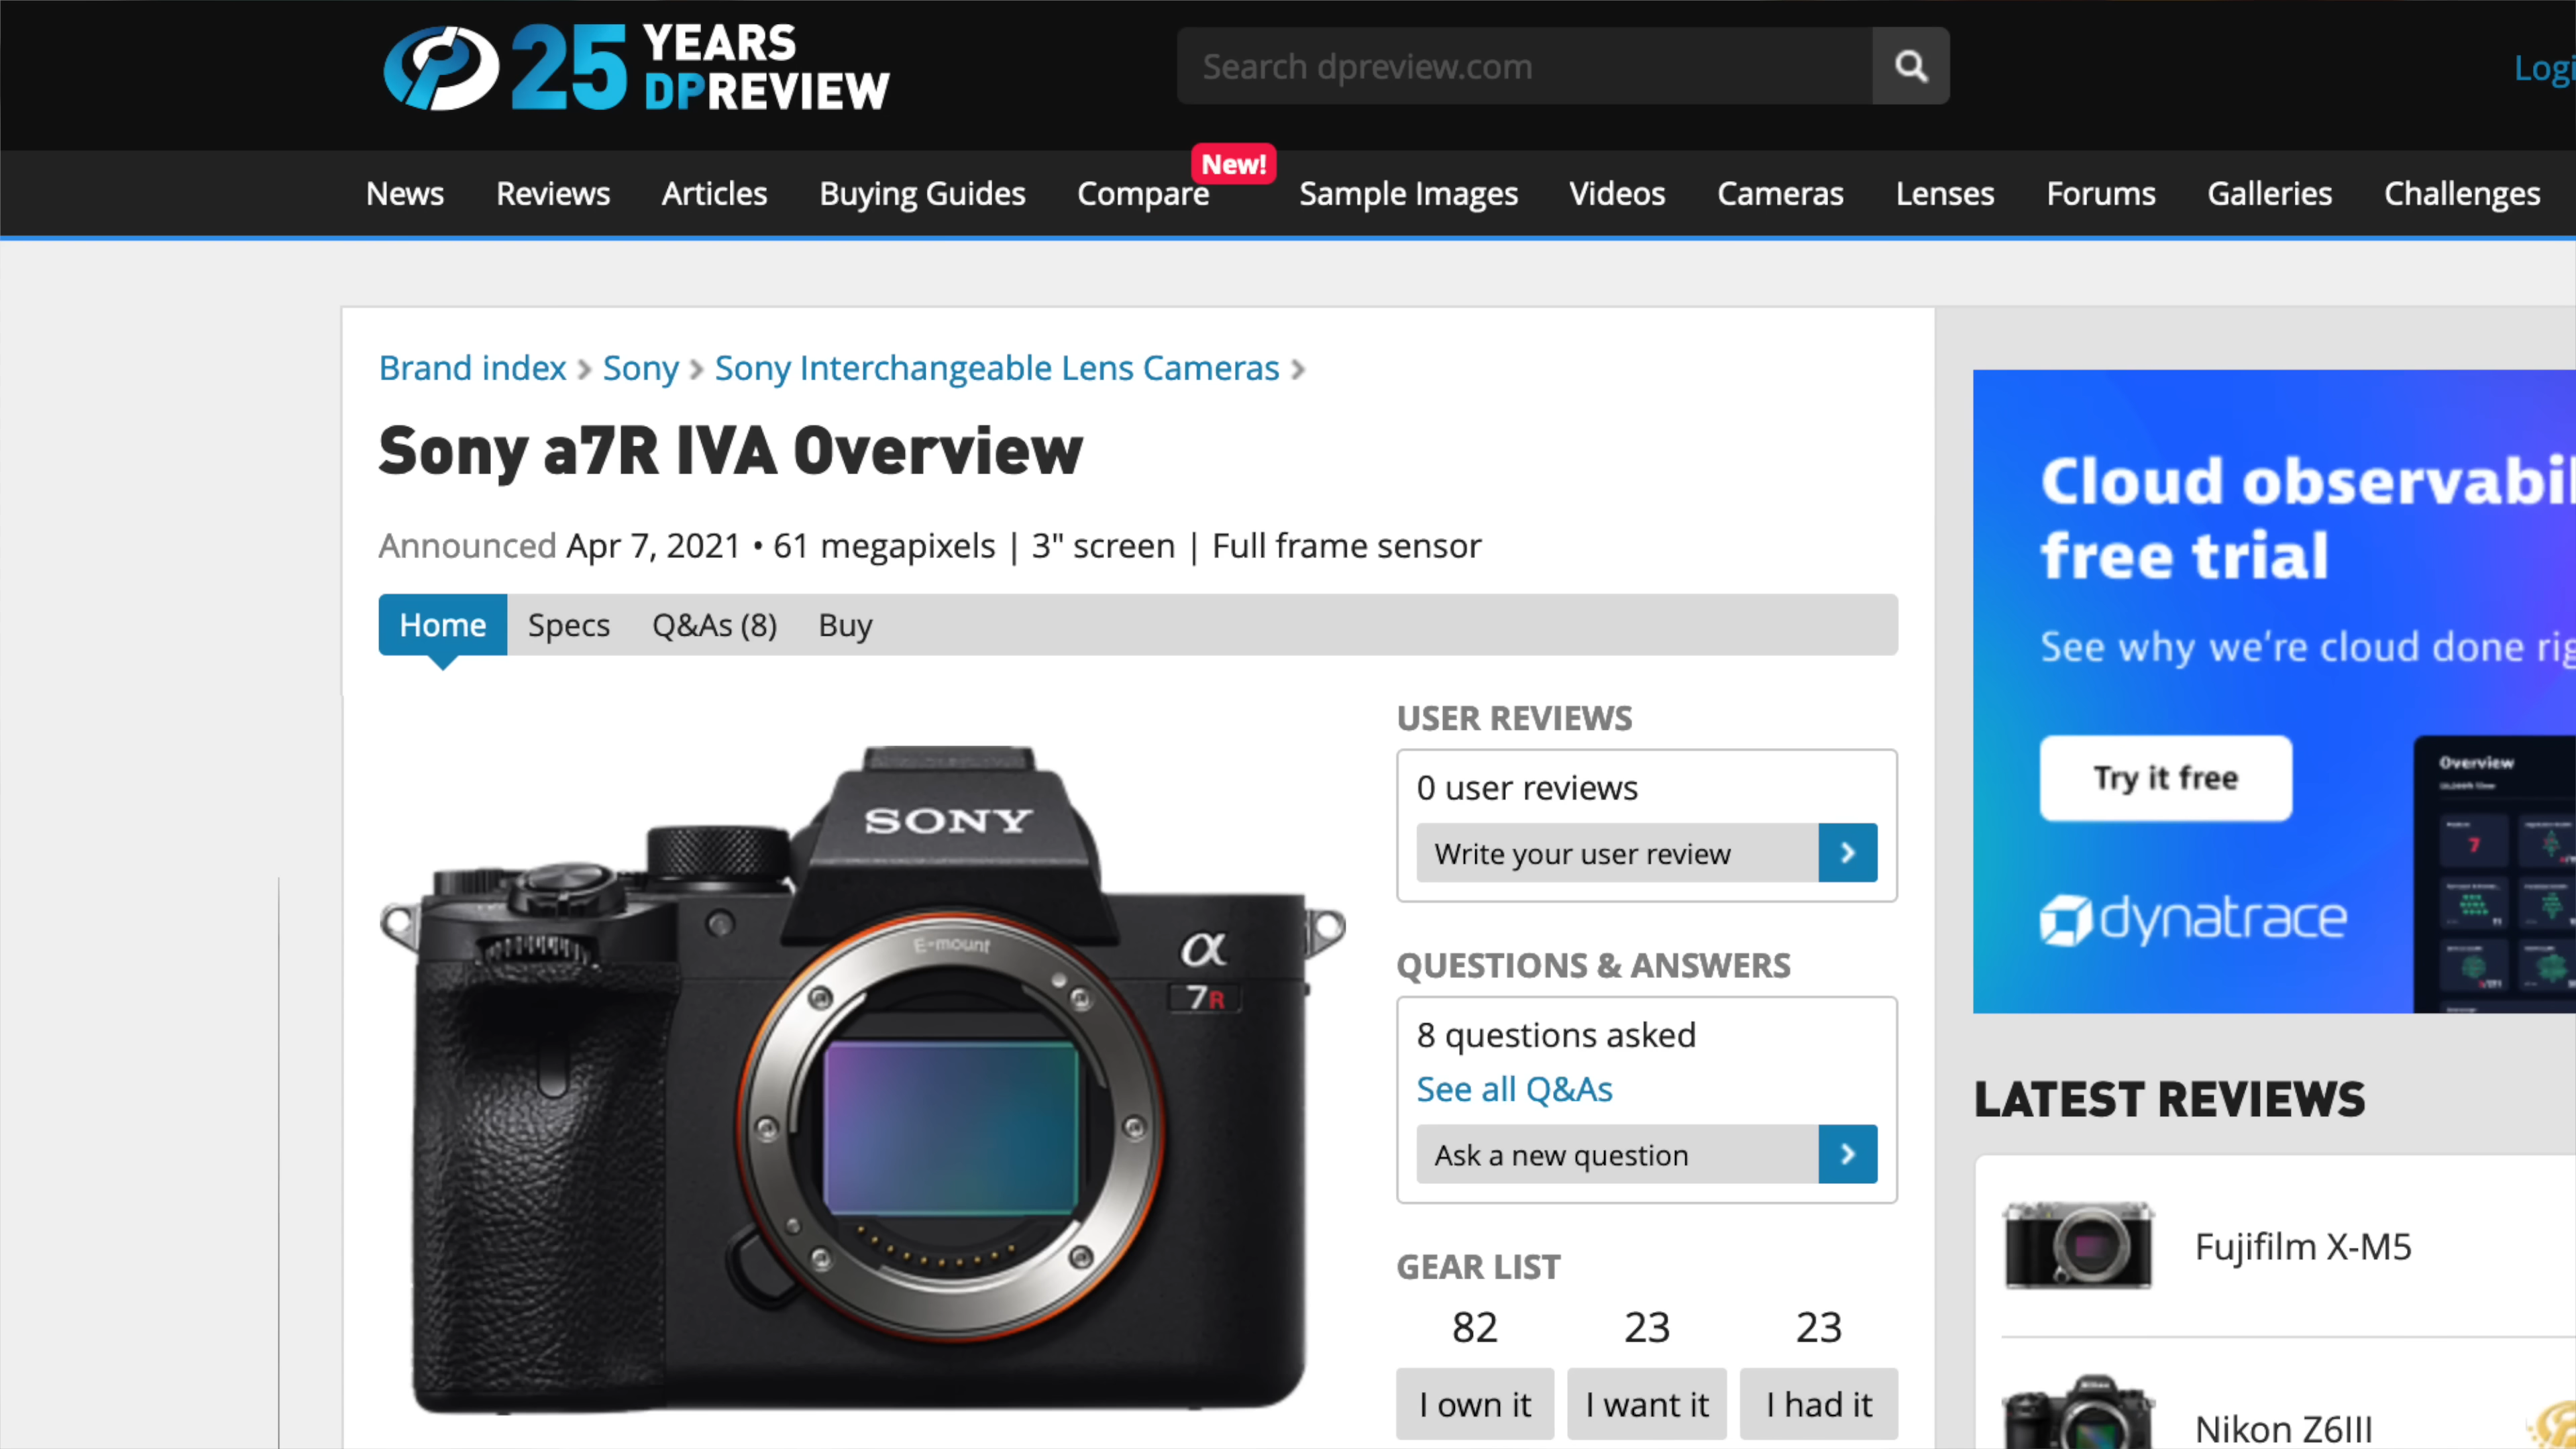 25 YEARS
DPREVIEW
Search dpreview.com
Logi
New!
News Reviews Articles Buying Guides Compare Sample Images Videos Cameras Lenses Forums Galleries Challenges
Brand index > Sony > Sony Interchangeable Lens Cameras >
Sony a7R IVA Overview
Announced Apr 7, 2021 • 61 megapixels | 3" screen | Full frame sensor
Home Specs Q&As (8) Buy
SONY
E-mount
α
7R
USER REVIEWS
0 user reviews
Write your user review
QUESTIONS & ANSWERS
8 questions asked
See all Q&As
Ask a new question
GEAR LIST
82 23 23
I own it I want it I had it
Cloud observabil
free trial
See why we're cloud done rig
Try it free
dynatrace
Overview
7
LATEST REVIEWS
Fujifilm X-M5
Nikon Z6III